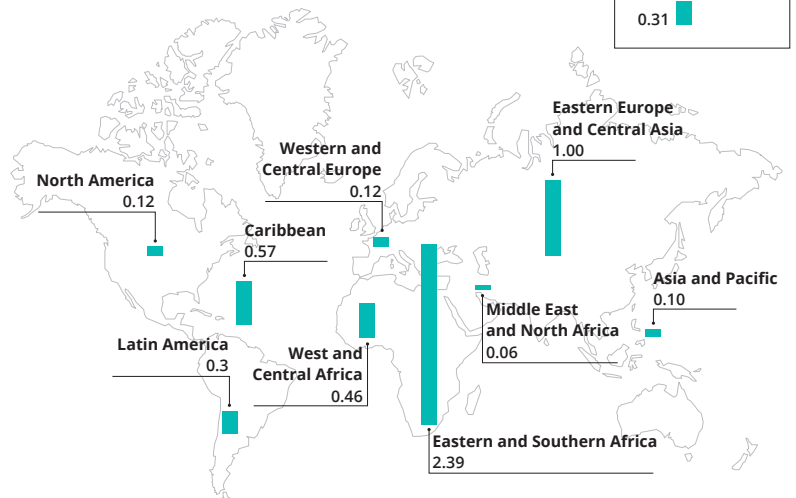 0.31
Eastern Europe
and Central Asia
1.00
Western and
Central Europe
0.12
North America
0.12
Caribbean
0.57
Asia and Pacific
0.10
Middle East
and North Africa
0.06
Latin America
0.3
West and
Central Africa
0.46
Eastern and Southern Africa
2.39